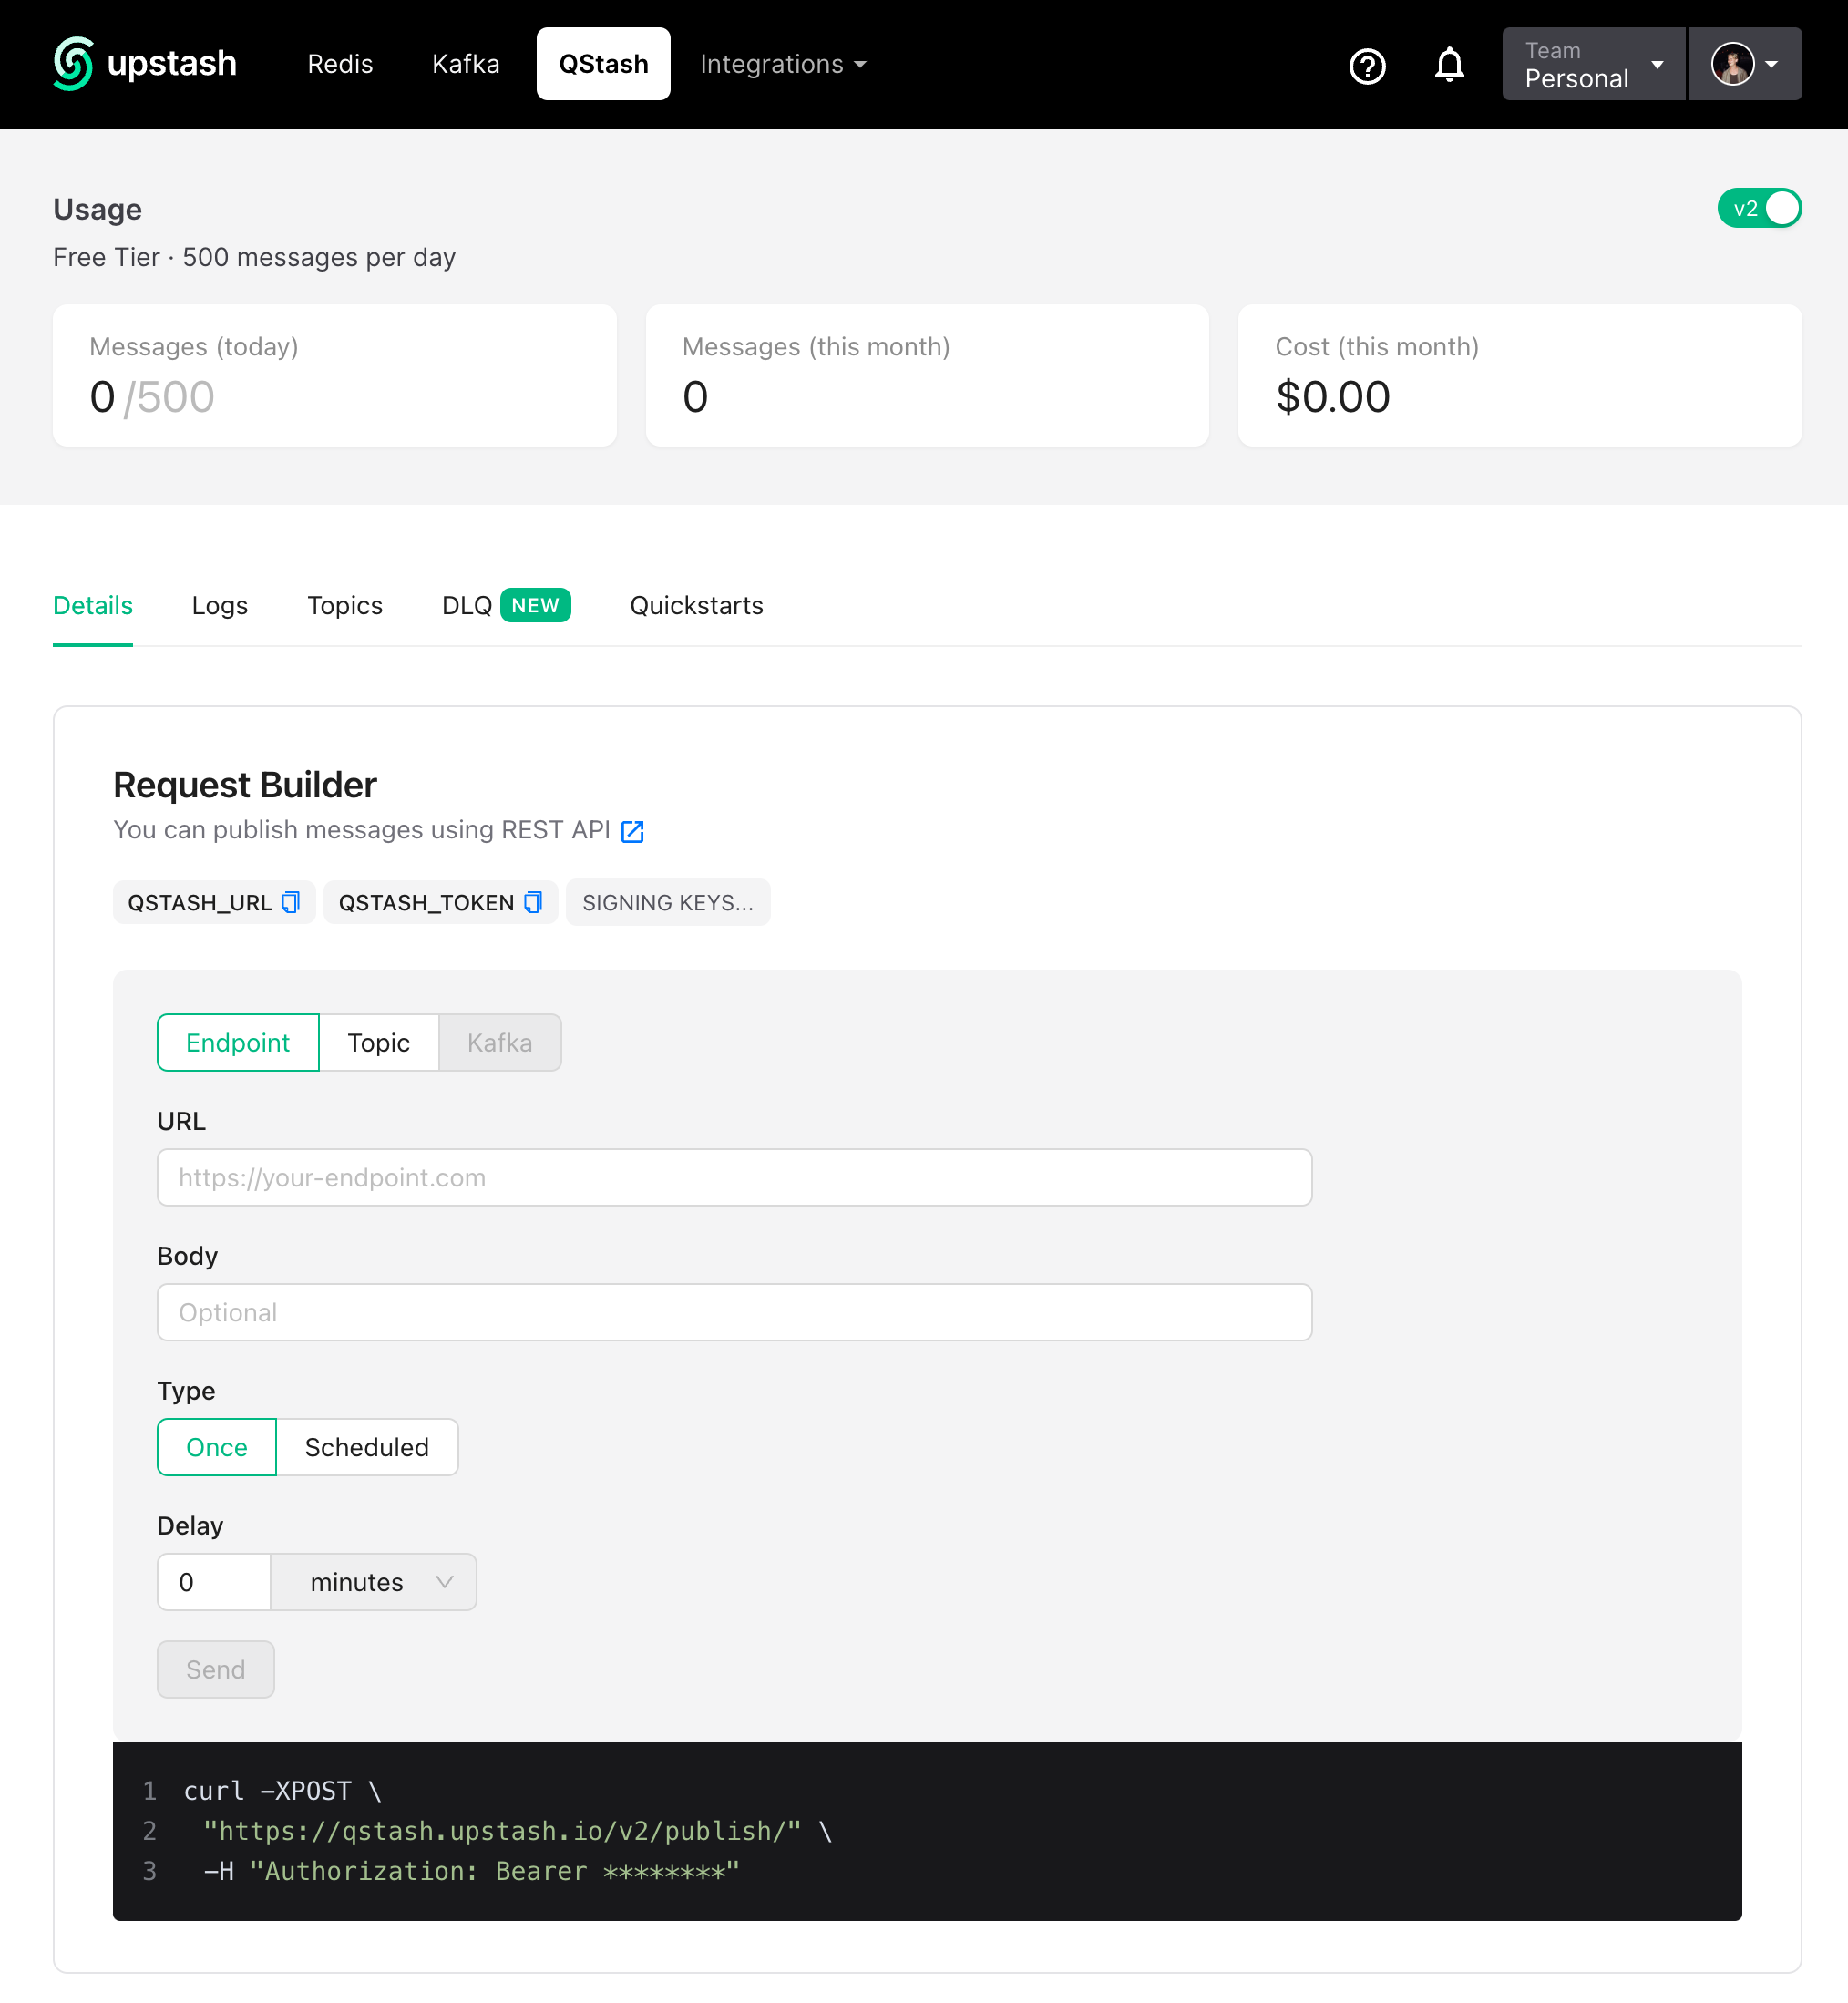 upstash
Redis
Kafka
QStash
Integrations
Team
Personal
Usage
v2
Free Tier · 500 messages per day
Messages (today)
0 /500
Messages (this month)
0
Cost (this month)
$0.00
Details
Logs
Topics
DLQ NEW
Quickstarts
Request Builder
You can publish messages using REST API
QSTASH_URL
QSTASH_TOKEN
SIGNING KEYS...
Endpoint
Topic
Kafka
URL
https://your-endpoint.com
Body
Optional
Type
Once
Scheduled
Delay
0
minutes
Send
1 curl -XPOST \
2 "https://qstash.upstash.io/v2/publish/" \
3 -H "Authorization: Bearer ********"